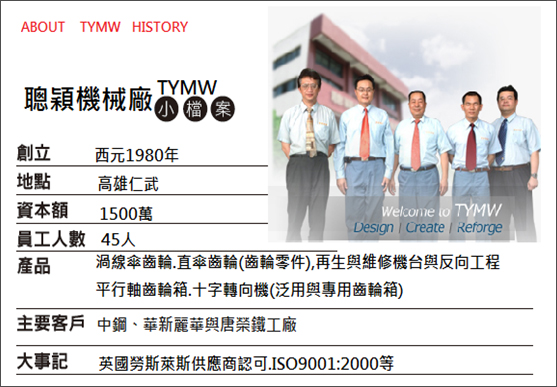 ABOUT TYMW HISTORY
聰穎機械廠 TYMW
小檔案
創立 西元1980年
地點 高雄仁武
資本額 1500萬
員工人數 45人
產品 渦線傘齒輪.直傘齒輪(齒輪零件),再生與維修機台與反向工程
平行軸齒輪箱.十字轉向機(泛用與專用齒輪箱)
主要客戶 中鋼、華新麗華與唐榮鐵工廠
大事記 英國勞斯萊斯供應商認可.ISO9001:2000等
Welcome to TYMW
Design | Create | Reforge